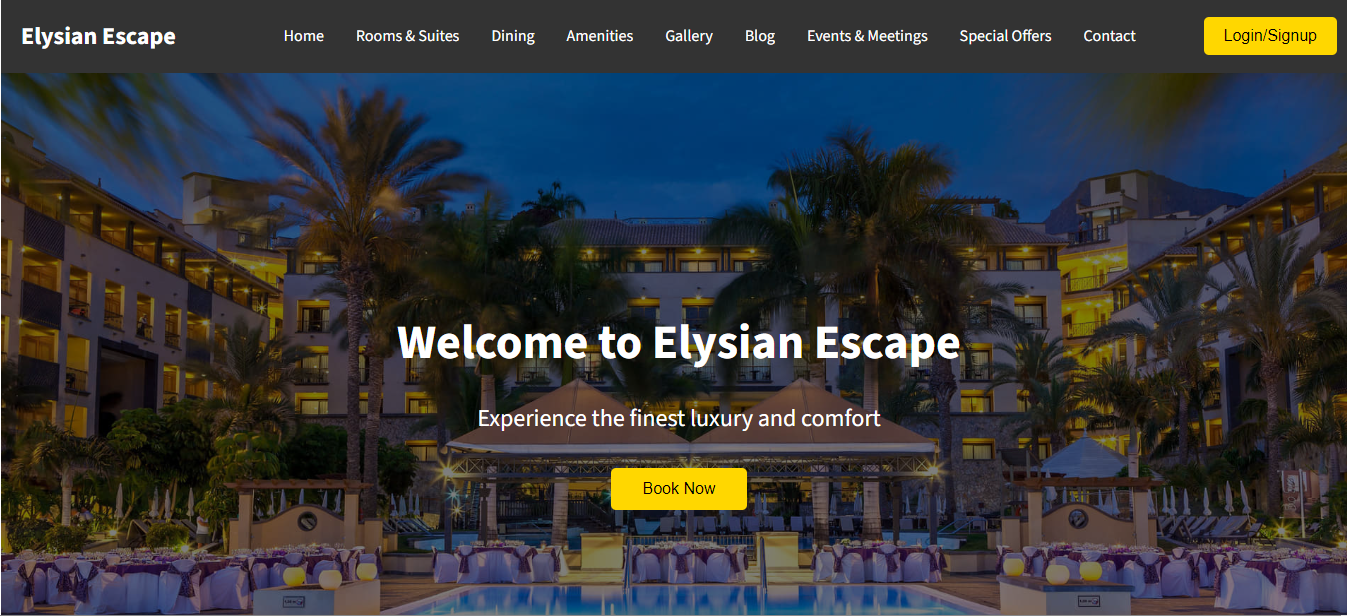 Elysian Escape
Home Rooms & Suites Dining Amenities Gallery Blog Events & Meetings Special Offers Contact
Login/Signup
Welcome to Elysian Escape
Experience the finest luxury and comfort
Book Now